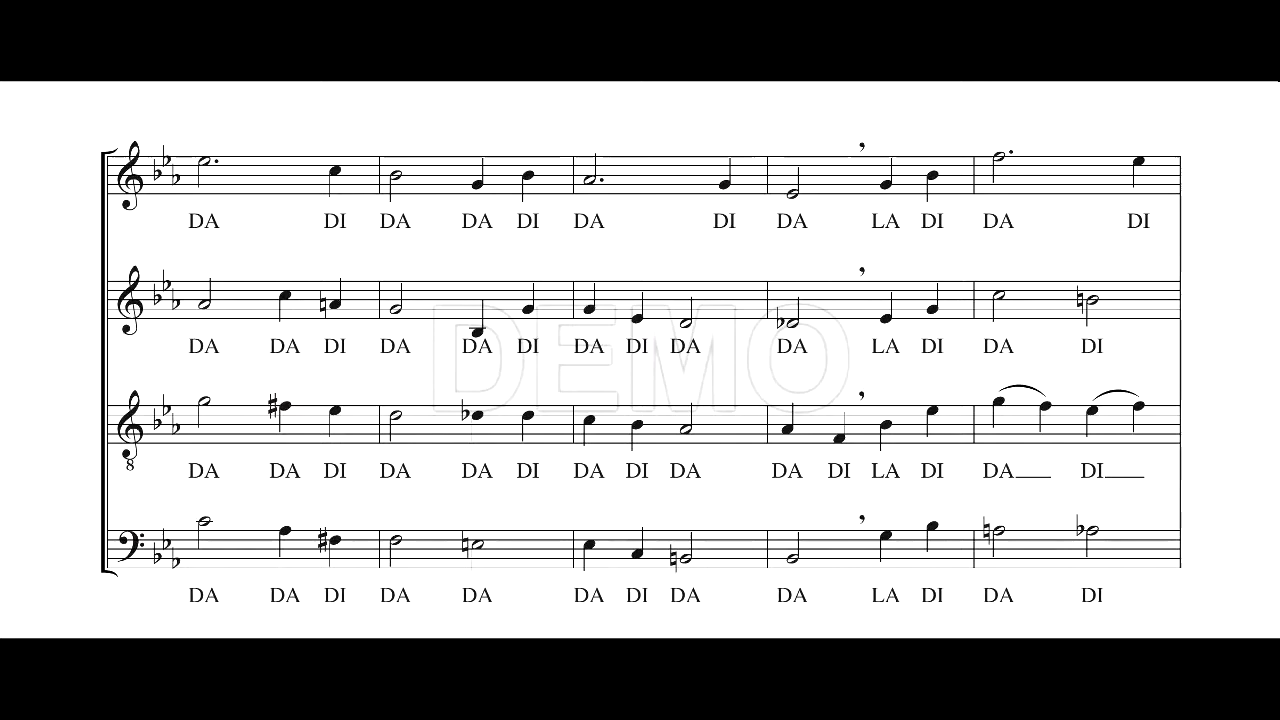 DA DI DA DA DI DA DI DA LA DI DA DI
DEMO
DA DA DI DA DA DI DA DI DA DA LA DI DA DI
8
DA DA DI DA DA DI DA DI DA DA DI LA DI DA__ DI__
DA DA DI DA DA DA DI DA DA LA DI DA DI